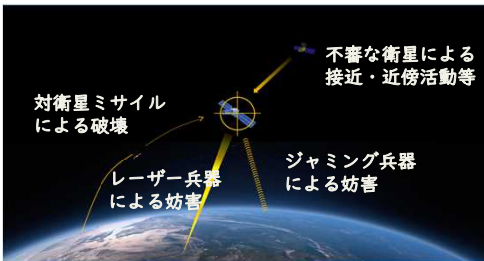 不審な衛星による
接近・近傍活動等
対衛星ミサイル
による破壊
ジャミング兵器
による妨害
レーザー兵器
による妨害